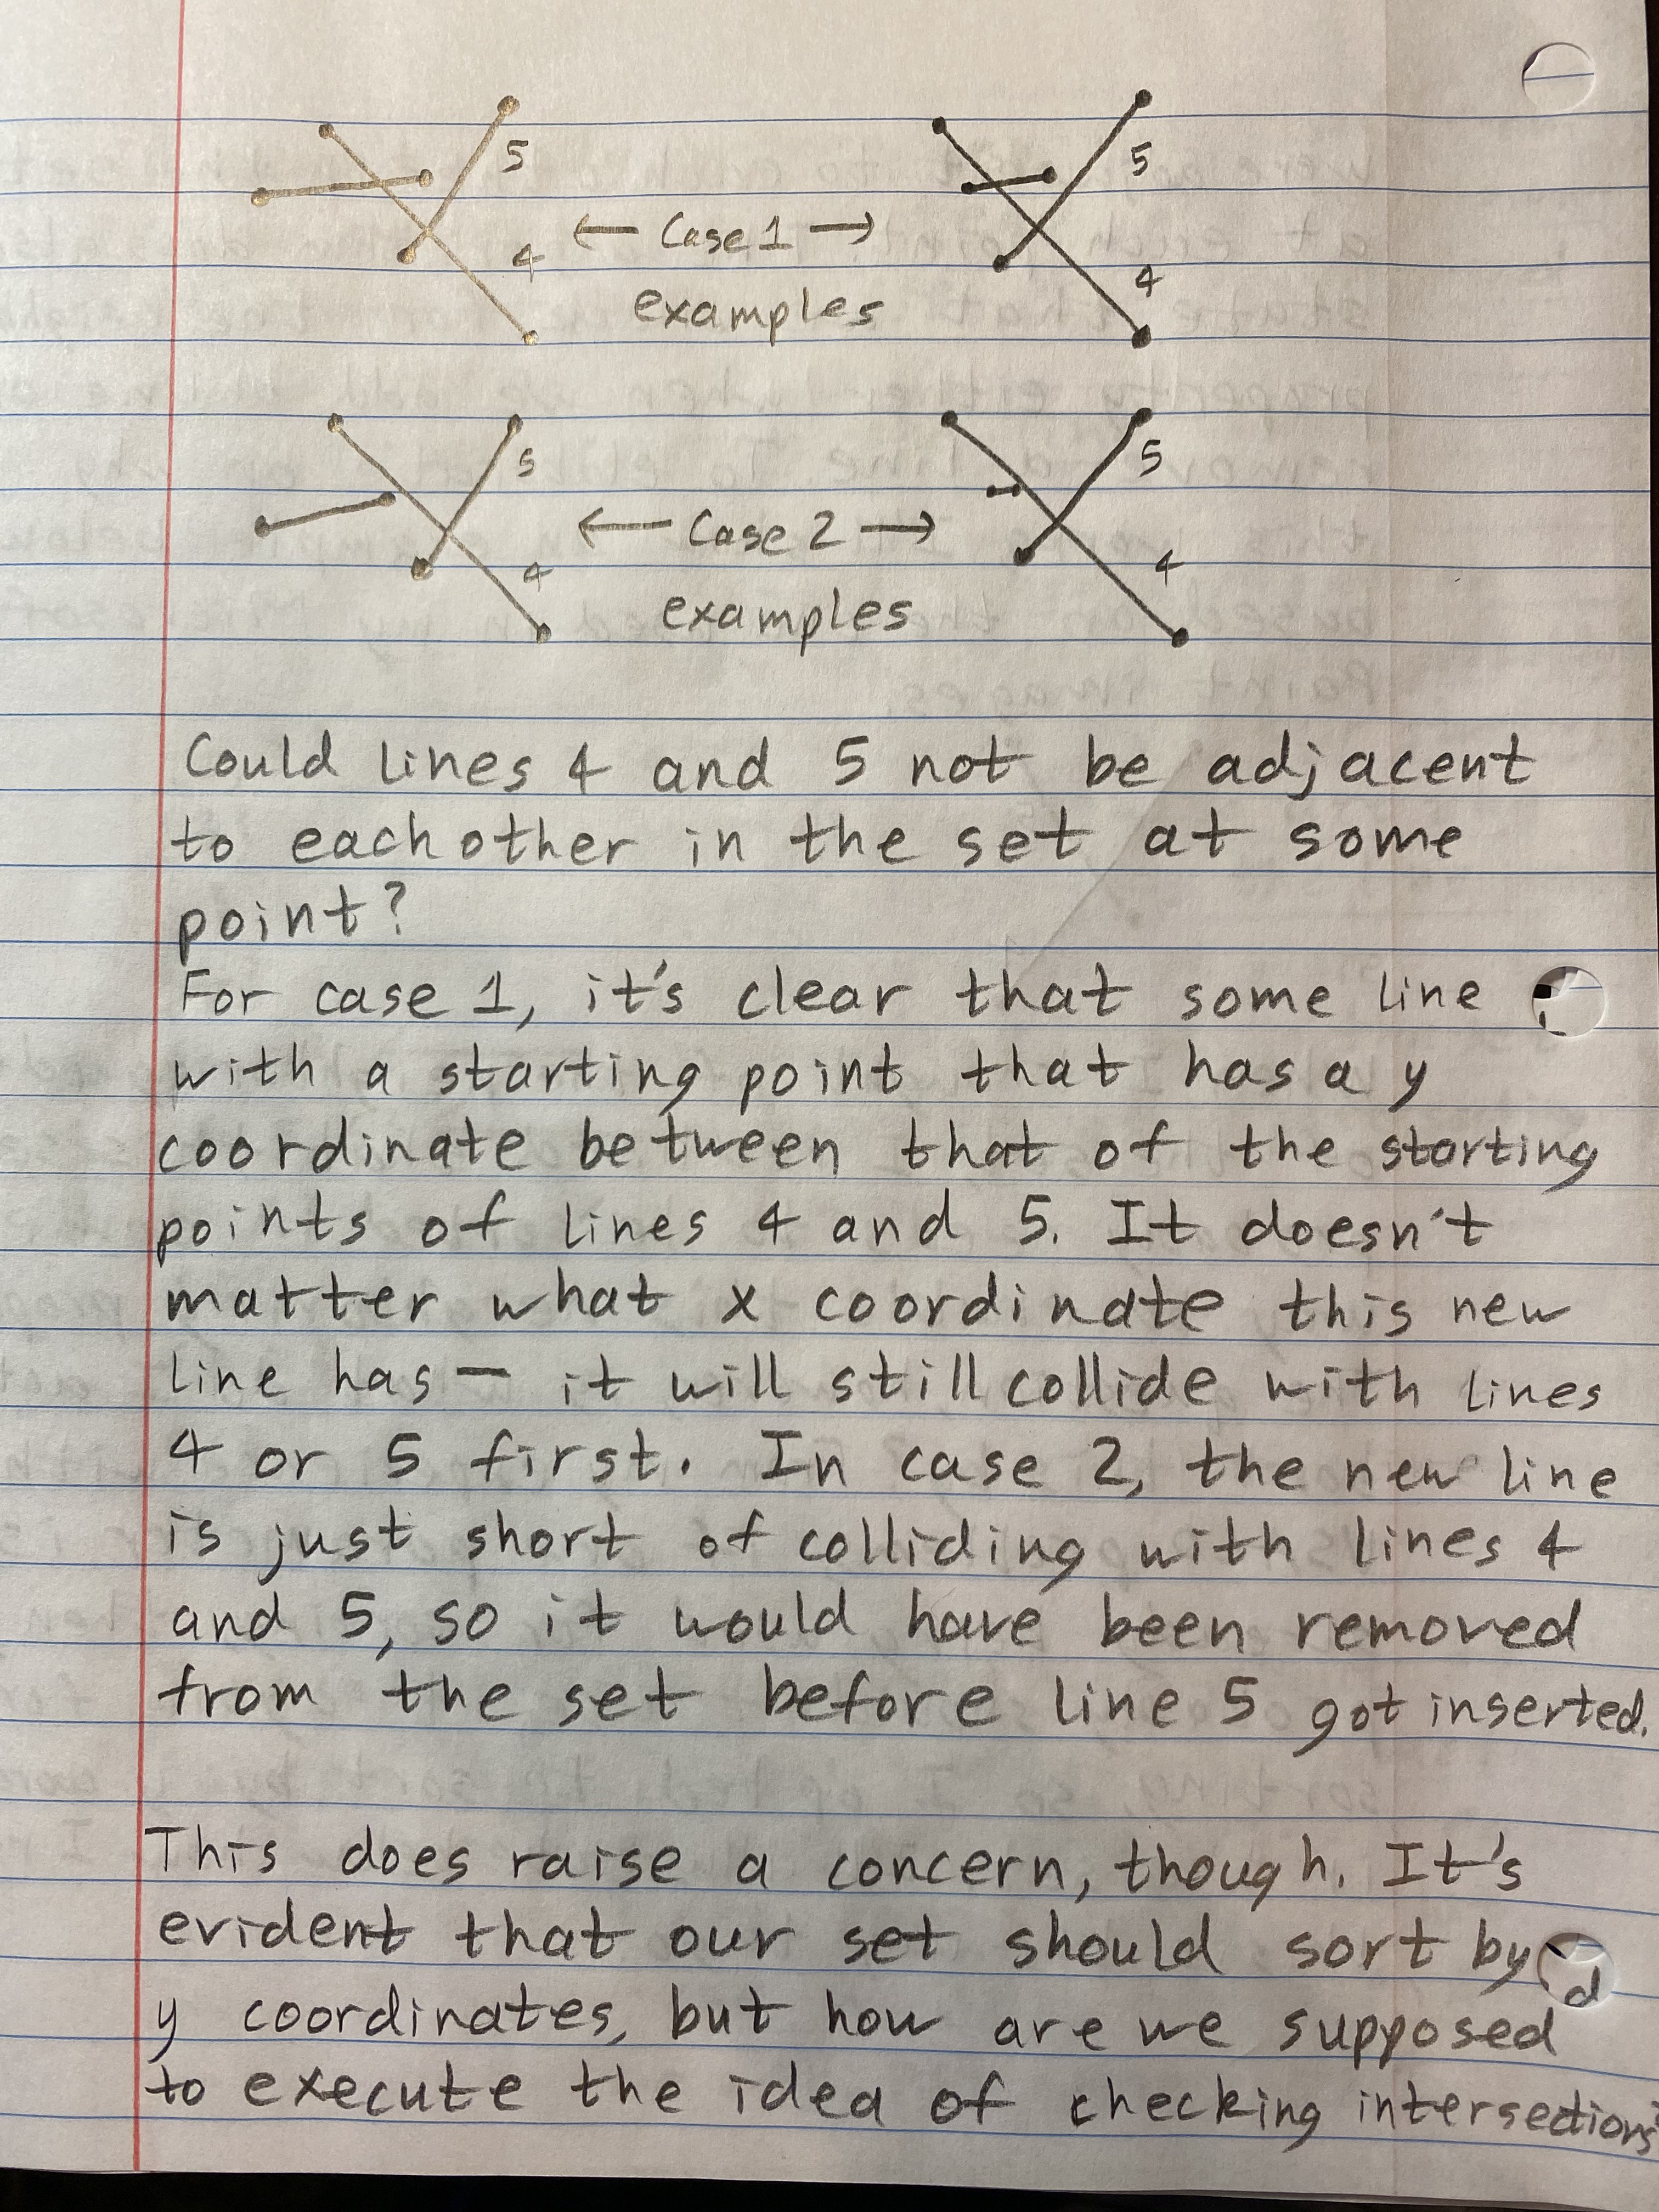 5 5
← Case 1 →
4 4
examples
5 5
← Case 2 →
4 4
examples
Could lines 4 and 5 not be adjacent
to each other in the set at some
point?
For case 1, it's clear that some line
with a starting point that has a y
coordinate between that of the starting
points of lines 4 and 5. It doesn't
matter what x coordinate this new
line has — it will still collide with lines
4 or 5 first. In case 2, the new line
is just short of colliding with lines 4
and 5, so it would have been removed
from the set before line 5 got inserted.
This does raise a concern, though. It's
evident that our set should sort by
y coordinates, but how are we supposed
to execute the idea of checking intersections